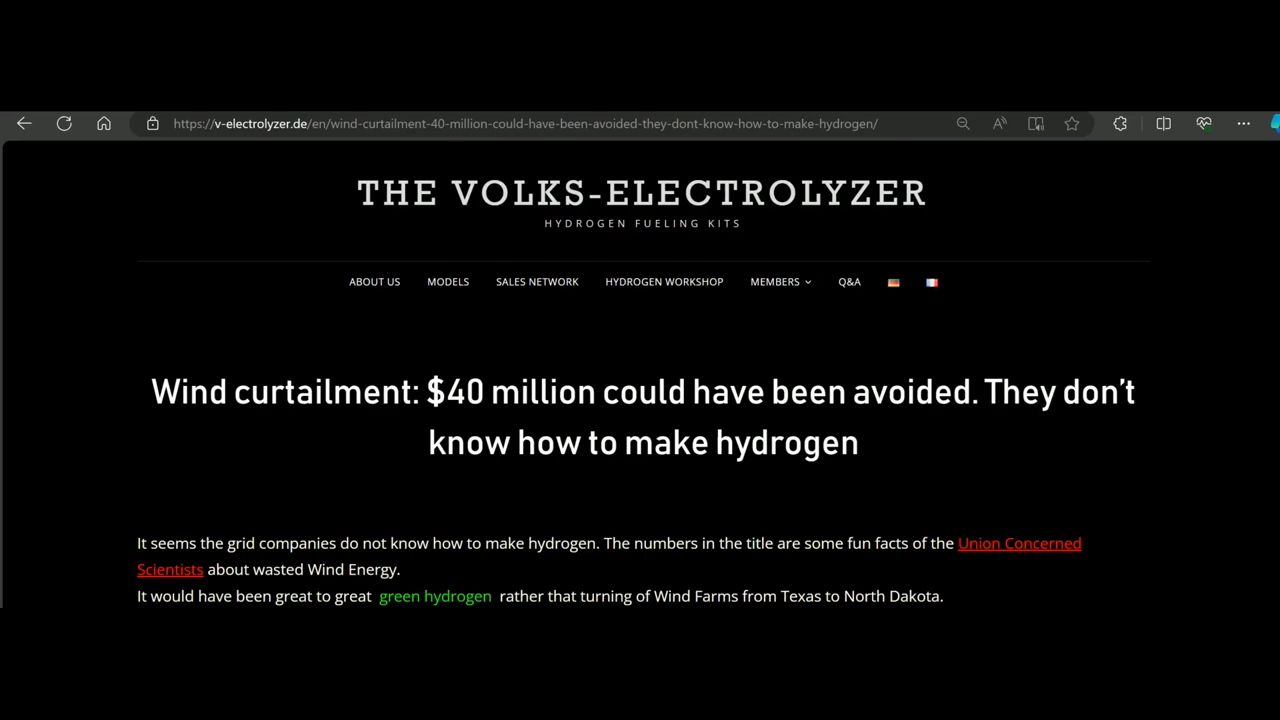 https://v-electrolyzer.de/en/wind-curtailment-40-million-could-have-been-avoided-they-dont-know-how-to-make-hydrogen/
THE VOLKS-ELECTROLYZER
HYDROGEN FUELING KITS
ABOUT US MODELS SALES NETWORK HYDROGEN WORKSHOP MEMBERS Q&A
Wind curtailment: $40 million could have been avoided. They don’t
know how to make hydrogen
It seems the grid companies do not know how to make hydrogen. The numbers in the title are some fun facts of the Union Concerned
Scientists about wasted Wind Energy.
It would have been great to great green hydrogen rather that turning of Wind Farms from Texas to North Dakota.